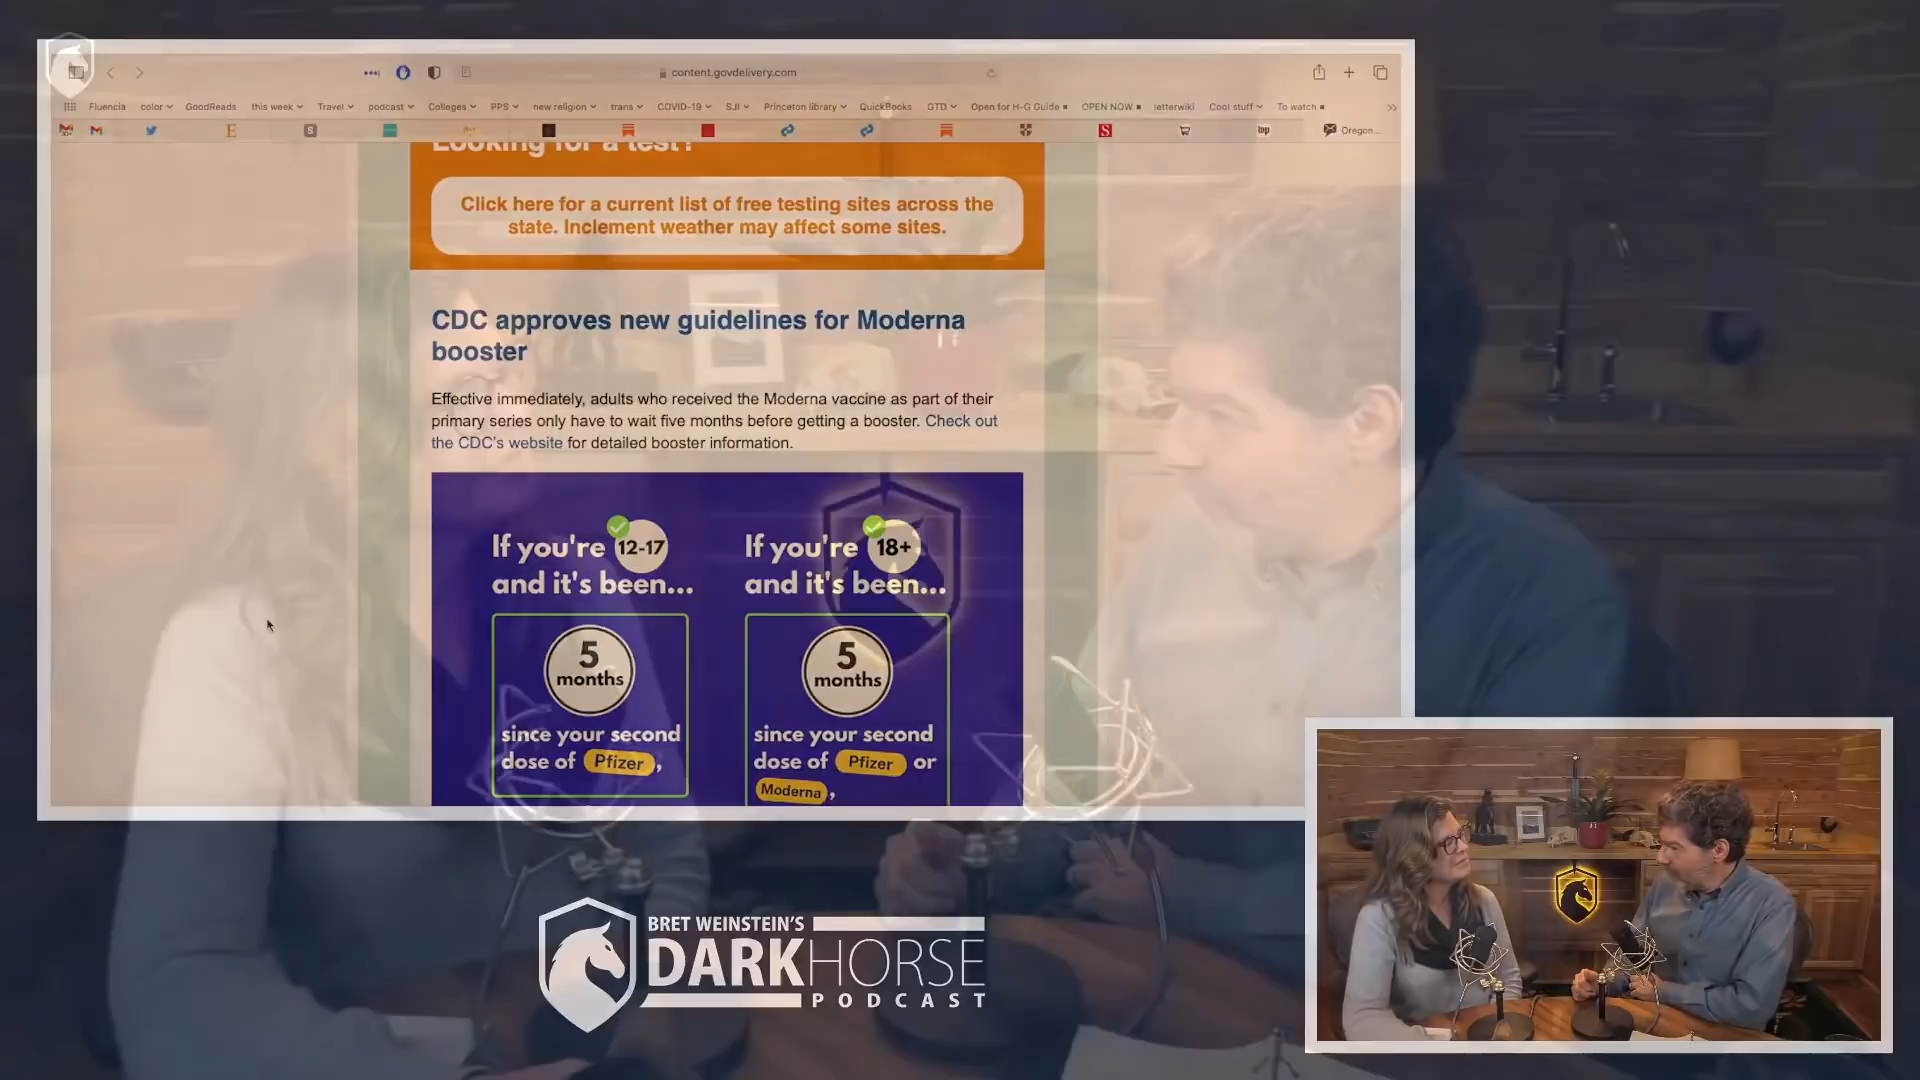 content.govdelivery.com
Fluencia color GoodReads this week Travel podcast Colleges PPS new religion trans COVID-19 SJI Princeton library QuickBooks GTD Open for H-G Guide OPEN NOW letterwiki Cool stuff To watch
Oregon...
Looking for a test?
Click here for a current list of free testing sites across the
state. Inclement weather may affect some sites.
CDC approves new guidelines for Moderna
booster
Effective immediately, adults who received the Moderna vaccine as part of their
primary series only have to wait five months before getting a booster. Check out
the CDC's website for detailed booster information.
If you're 12-17
and it's been...
5
months
since your second
dose of Pfizer,
If you're 18+
and it's been...
5
months
since your second
dose of Pfizer or
Moderna,
BRET WEINSTEIN'S
DARKHORSE
PODCAST